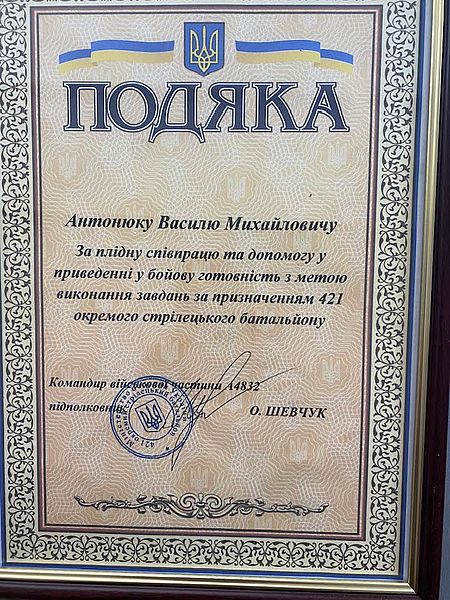 ПОДЯКА
Антонюку Василю Михайловичу
За плідну співпрацю та допомогу у
приведенні у бойову готовність з метою
виконання завдань за призначенням 421
окремого стрілецького батальйону
Командир військової частини А4832
підполковник О. ШЕВЧУК